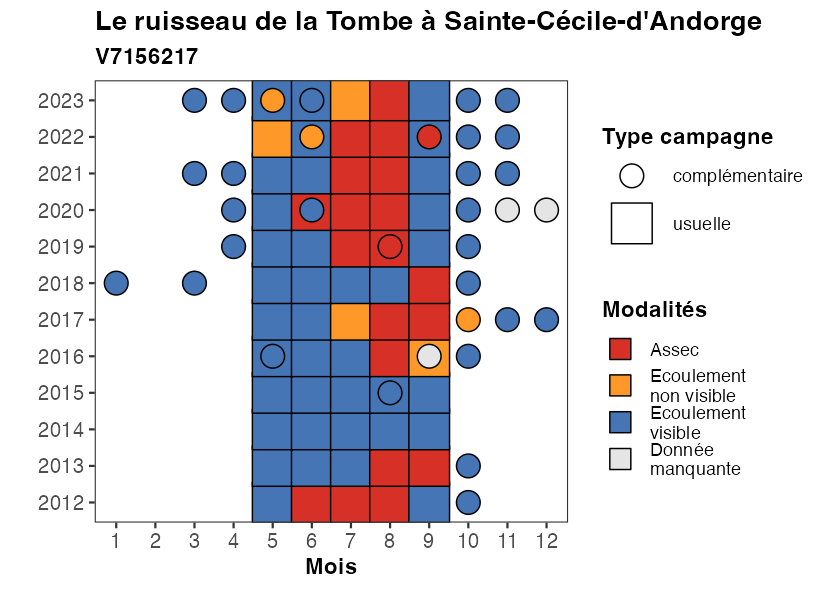 Le ruisseau de la Tombe à Sainte-Cécile-d'Andorge
V7156217
2023
2022
2021
2020
2019
2018
2017
2016
2015
2014
2013
2012
1 2 3 4 5 6 7 8 9 10 11 12
Mois
Type campagne
complémentaire
usuelle
Modalités
Assec
Ecoulement
non visible
Ecoulement
visible
Donnée
manquante